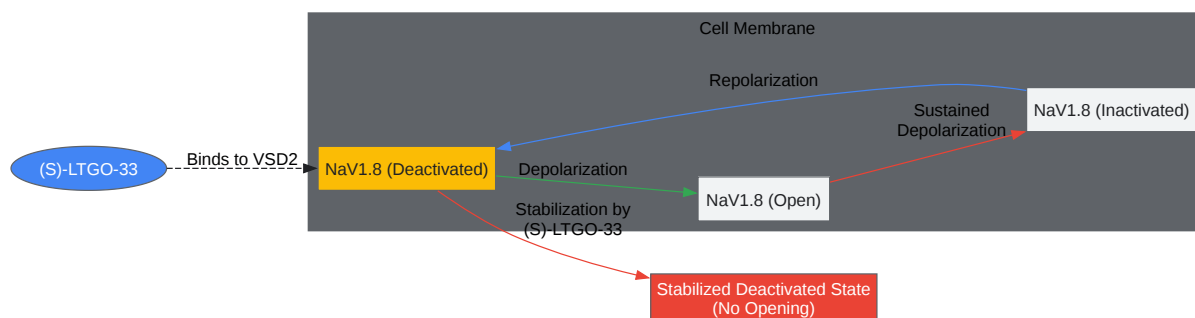 Cell Membrane
Repolarization
NaV1.8 (Inactivated)
Sustained
Depolarization
(S)-LTGO-33
Binds to VSD2
NaV1.8 (Deactivated)
Depolarization
NaV1.8 (Open)
Stabilization by
(S)-LTGO-33
Stabilized Deactivated State
(No Opening)